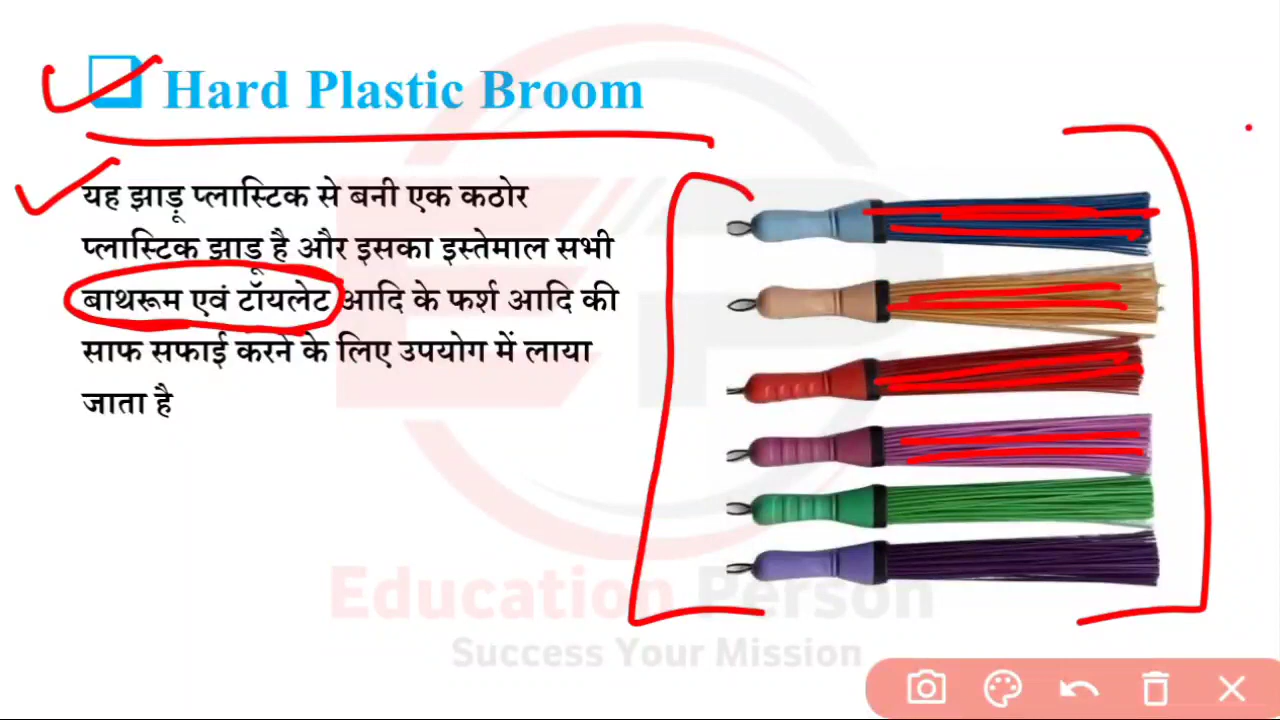 Hard Plastic Broom
यह झाड़ू प्लास्टिक से बनी एक कठोर
प्लास्टिक झाड़ू है और इसका इस्तेमाल सभी
बाथरूम एवं टॉयलेट आदि के फर्श आदि की
साफ सफाई करने के लिए उपयोग में लाया
जाता है
Education Person
Success Your Mission